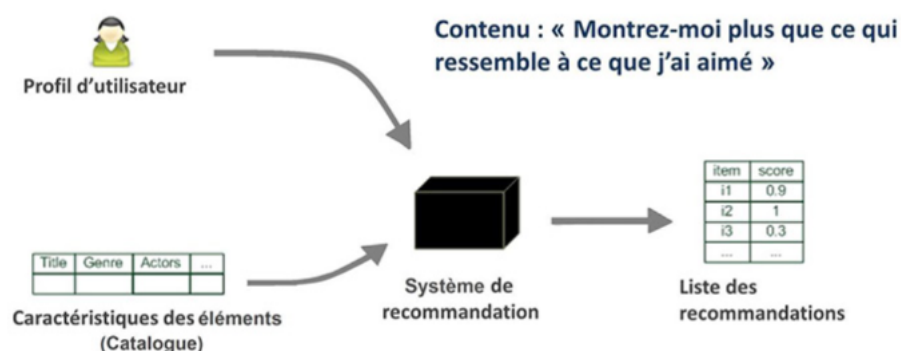 Contenu : « Montrez-moi plus que ce qui
ressemble à ce que j'ai aimé »
Profil d'utilisateur
item score
i1 0.9
i2 1
i3 0.3
... ...
Title Genre Actors ...
Système de
recommandation
Liste des
recommandations
Caractéristiques des éléments
(Catalogue)